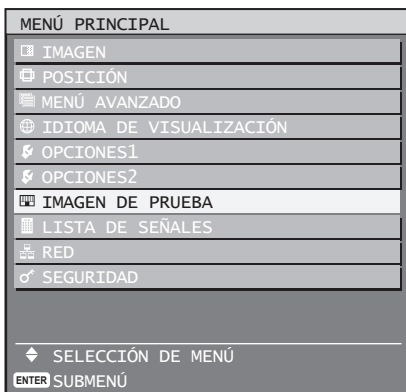 MENÚ PRINCIPAL
IMAGEN
POSICIÓN
MENÚ AVANZADO
IDIOMA DE VISUALIZACIÓN
OPCIONES1
OPCIONES2
IMAGEN DE PRUEBA
LISTA DE SEÑALES
RED
SEGURIDAD
SELECCIÓN DE MENÚ
ENTER SUBMENÚ